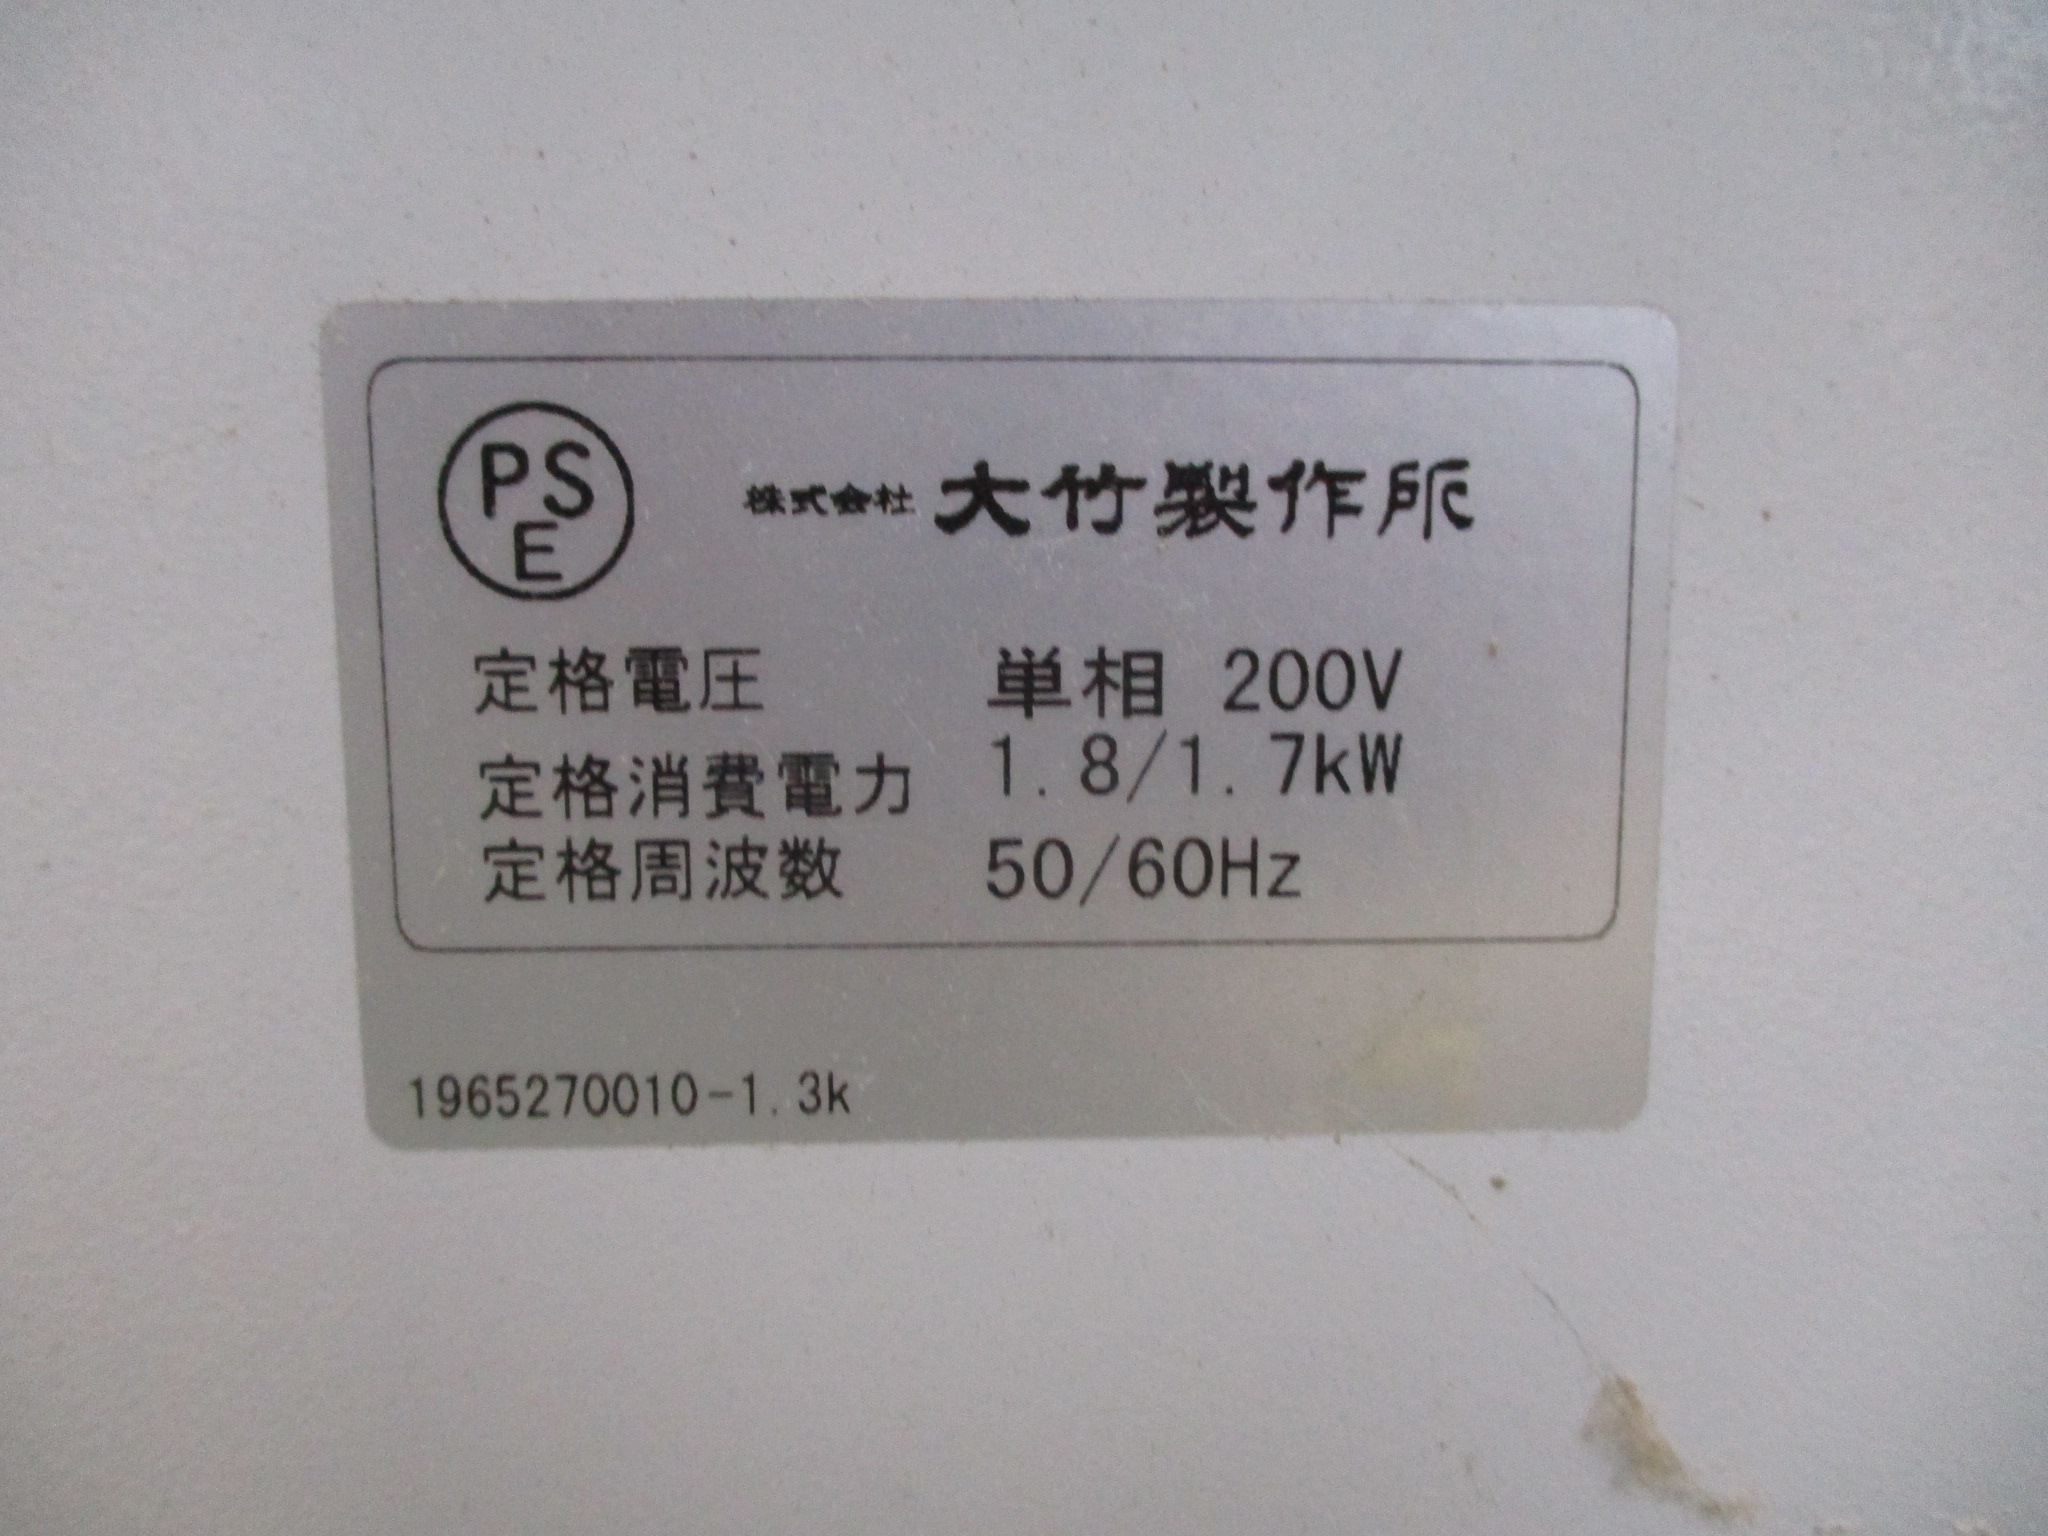 PS
E
株式会社 大竹製作所
定格電圧 単相 200V
定格消費電力 1.8/1.7kW
定格周波数 50/60Hz
1965270010-1.3k